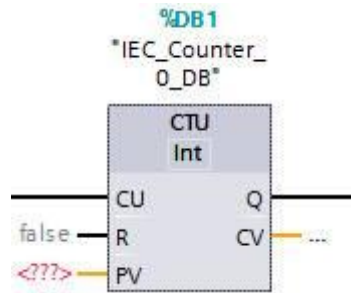 %DB1
"IEC_Counter_
0_DB"
CTU
Int
CU Q
false R CV ...
<???> PV